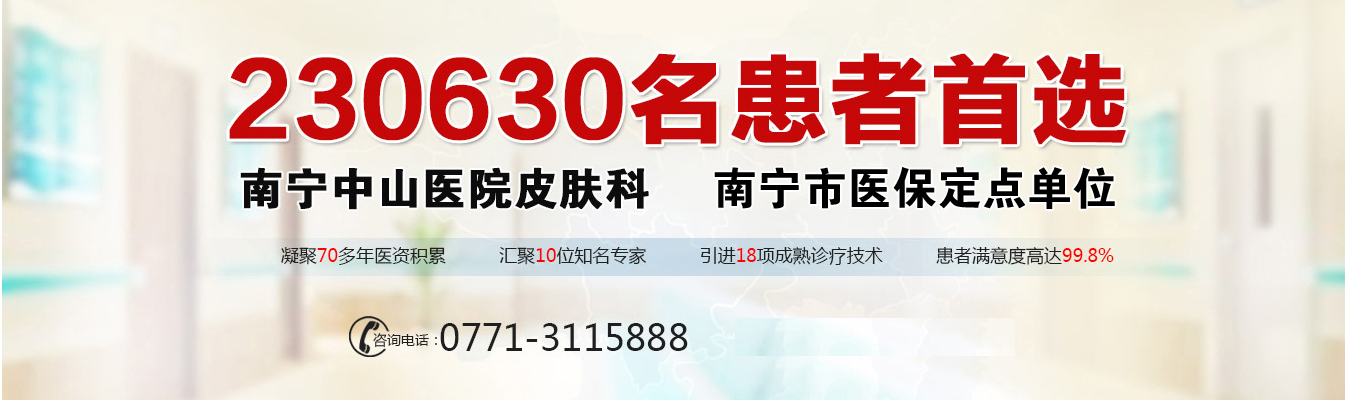 230630名患者首选
南宁中山医院皮肤科 南宁市医保定点单位
凝聚70多年医资积累 汇聚10位知名专家 引进18项成熟诊疗技术 患者满意度高达99.8%
咨询电话：0771-3115888